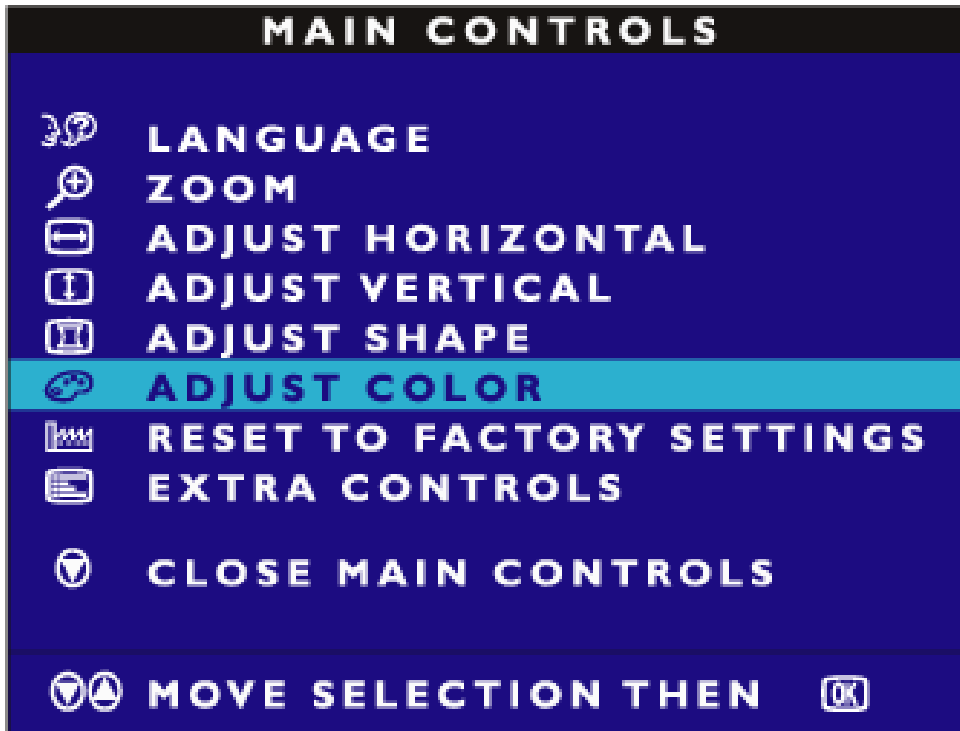 MAIN CONTROLS
LANGUAGE
ZOOM
ADJUST HORIZONTAL
ADJUST VERTICAL
ADJUST SHAPE
ADJUST COLOR
RESET TO FACTORY SETTINGS
EXTRA CONTROLS
CLOSE MAIN CONTROLS
MOVE SELECTION THEN OK